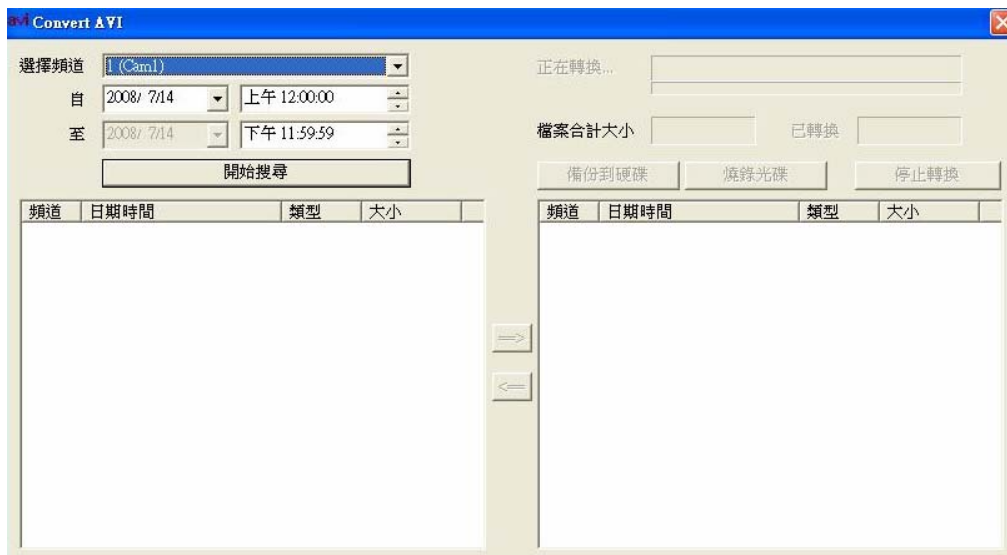 avi Convert AVI
選擇頻道 1 (Cam1)
自 2008/ 7/14 上午 12:00:00
至 2008/ 7/14 下午 11:59:59
開始搜尋
頻道 日期時間 類型 大小
正在轉換...
檔案合計大小 已轉換
備份到硬碟 燒錄光碟 停止轉換
頻道 日期時間 類型 大小
==>
<==